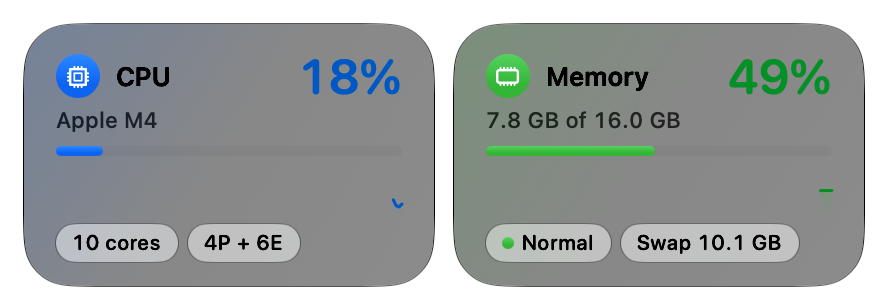 CPU
18%
Apple M4
10 cores
4P + 6E
Memory
49%
7.8 GB of 16.0 GB
Normal
Swap 10.1 GB